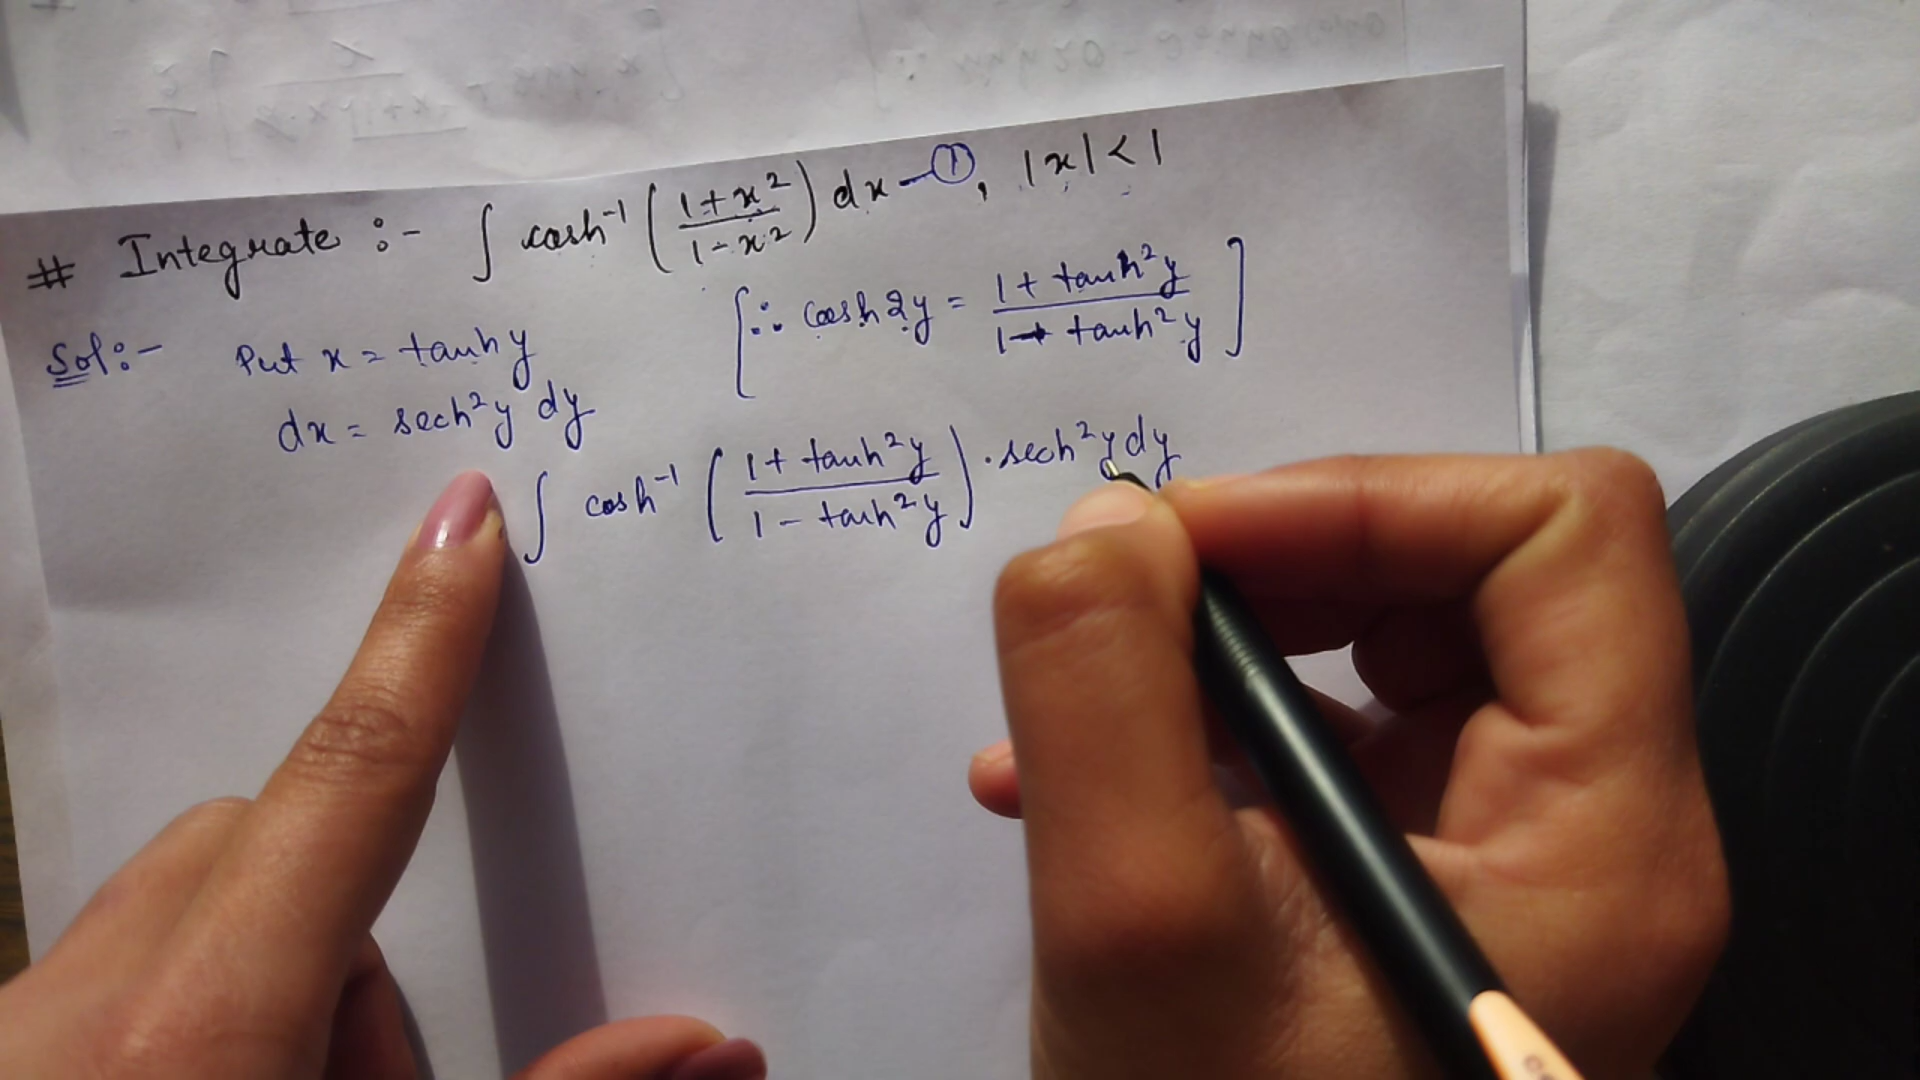 # Integrate :- ∫ cosh⁻¹ ( (1+x²)/(1-x²) ) dx —①, |x| < 1
Sol:- Put x = tanh y [∵ cosh 2y = (1 + tanh²y)/(1 - tanh²y) ]
dx = sech²y dy
∫ cosh⁻¹ ( (1 + tanh²y)/(1 - tanh²y) ) · sech²y dy